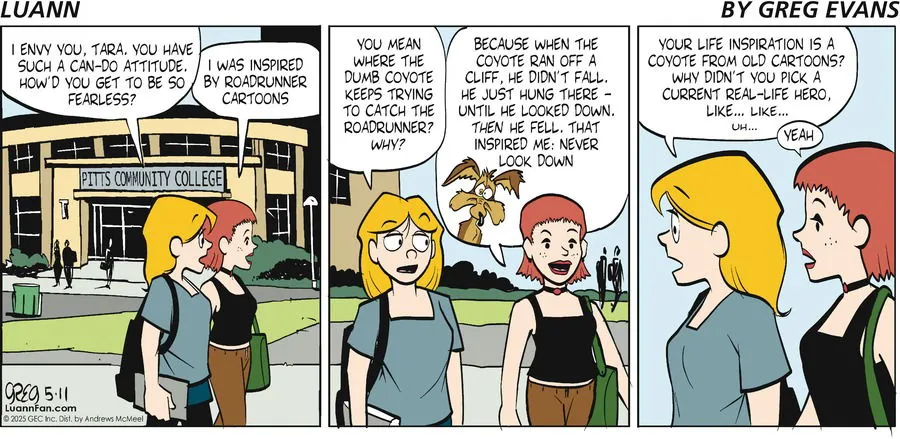 LUANN
BY GREG EVANS
I ENVY YOU, TARA. YOU HAVE
SUCH A CAN-DO ATTITUDE.
HOW'D YOU GET TO BE SO
FEARLESS?
I WAS INSPIRED
BY ROADRUNNER
CARTOONS
PITTS COMMUNITY COLLEGE
GREG 5-11
LuannFan.com
© 2025 GEC Inc. Dist. by Andrews McMeel
YOU MEAN
WHERE THE
DUMB COYOTE
KEEPS TRYING
TO CATCH THE
ROADRUNNER?
WHY?
BECAUSE WHEN THE
COYOTE RAN OFF A
CLIFF, HE DIDN'T FALL.
HE JUST HUNG THERE –
UNTIL HE LOOKED DOWN.
THEN HE FELL. THAT
INSPIRED ME: NEVER
LOOK DOWN
YOUR LIFE INSPIRATION IS A
COYOTE FROM OLD CARTOONS?
WHY DIDN'T YOU PICK A
CURRENT REAL-LIFE HERO,
LIKE... LIKE...
UH...
YEAH